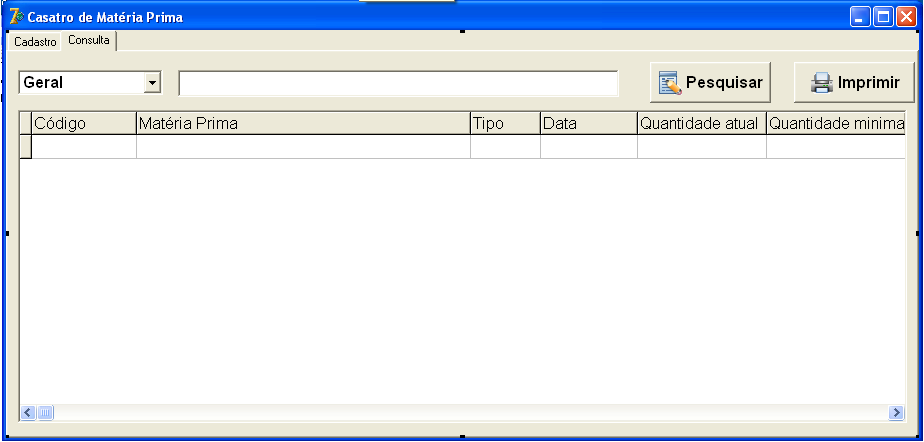 Casatro de Matéria Prima
Cadastro Consulta
Geral Pesquisar Imprimir
Código Matéria Prima Tipo Data Quantidade atual Quantidade minima